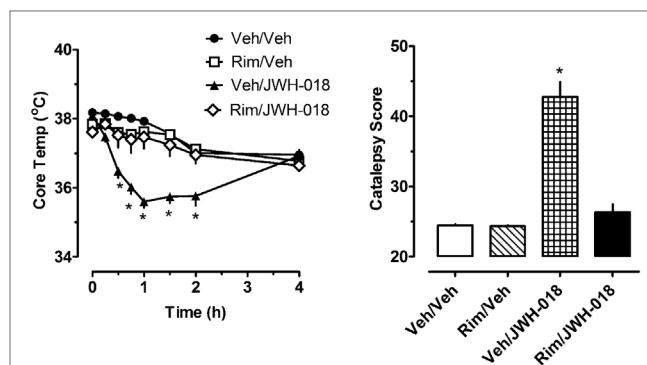 Veh/Veh
Rim/Veh
Veh/JWH-018
Rim/JWH-018
Core Temp (°C)
40
38
36
34
* * * * *
0 1 2 3 4
Time (h)
Catalepsy Score
50
40
30
20
*
Veh/Veh
Rim/Veh
Veh/JWH-018
Rim/JWH-018